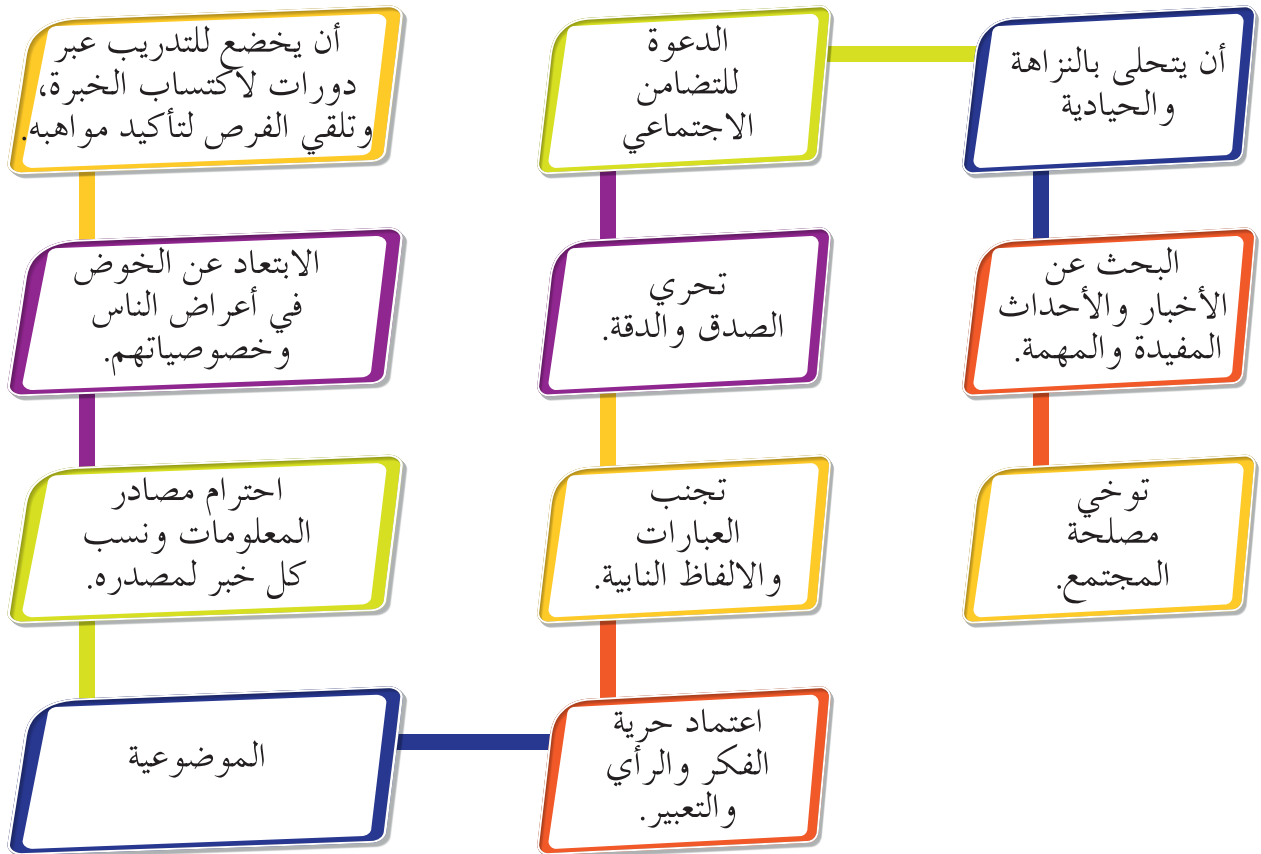 أن يتحلى بالنزاهة
والحيادية
البحث عن
الأخبار والأحداث
المفيدة والمهمة.
توخي
مصلحة
المجتمع.
الدعوة
للتضامن
الاجتماعي
تحري
الصدق والدقة.
تجنب
العبارات
والالفاظ النابية.
اعتماد حرية
الفكر والرأي
والتعبير.
أن يخضع للتدريب عبر
دورات لاكتساب الخبرة،
وتلقي الفرص لتأكيد مواهبه.
الابتعاد عن الخوض
في أعراض الناس
وخصوصياتهم.
احترام مصادر
المعلومات ونسب
كل خبر لمصدره.
الموضوعية